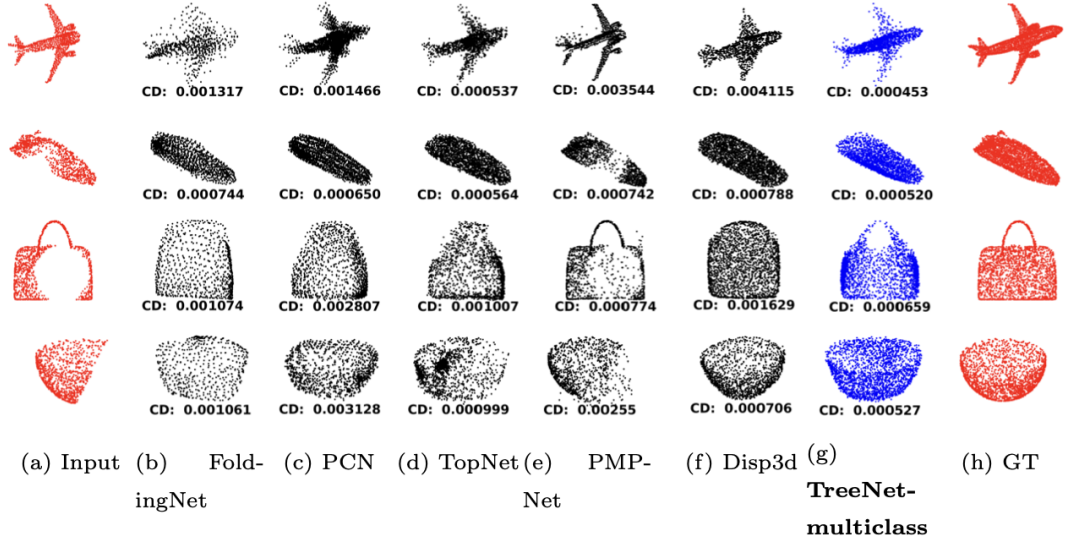 CD: 0.001317 CD: 0.001466 CD: 0.000537 CD: 0.003544 CD: 0.004115 CD: 0.000453
CD: 0.000744 CD: 0.000650 CD: 0.000564 CD: 0.000742 CD: 0.000788 CD: 0.000520
CD: 0.001074 CD: 0.002807 CD: 0.001007 CD: 0.000774 CD: 0.001629 CD: 0.000659
CD: 0.001061 CD: 0.003128 CD: 0.000999 CD: 0.00255 CD: 0.000706 CD: 0.000527
(a) Input
(b) Fold-
ingNet
(c) PCN
(d) TopNet
(e) PMP-
Net
(f) Disp3d
(g)
TreeNet-
multiclass
(h) GT